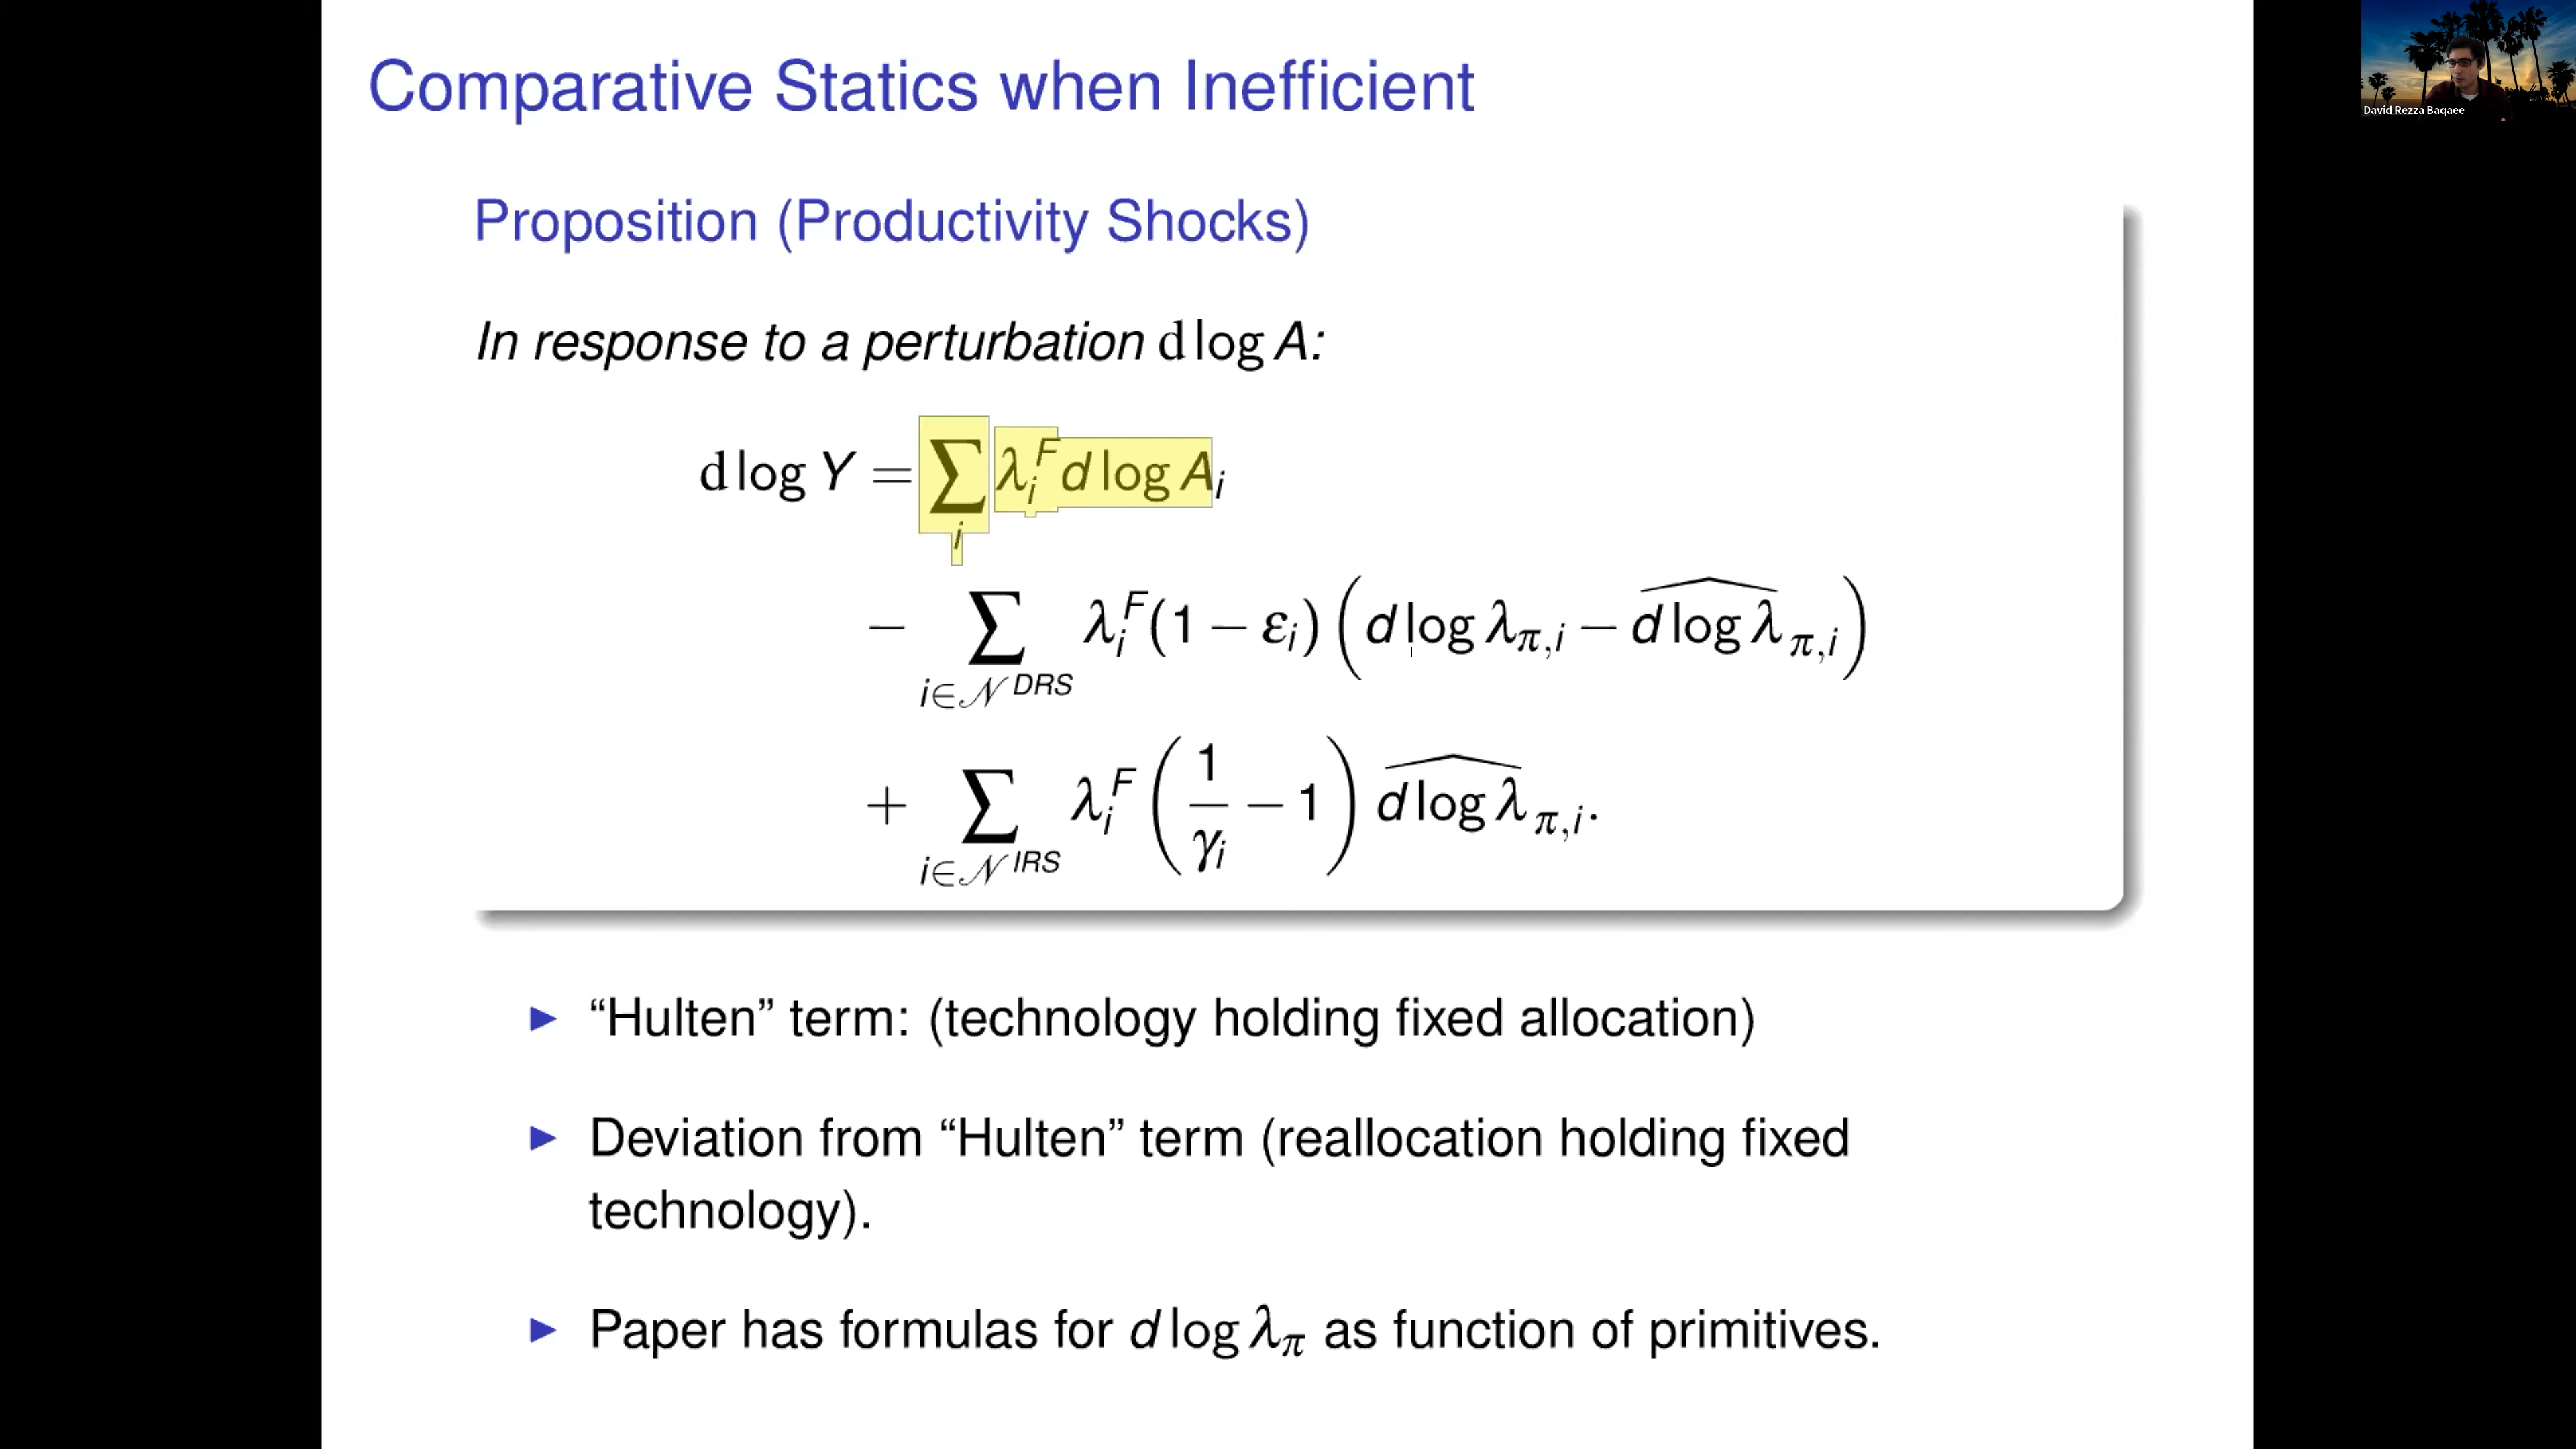 Comparative Statics when Inefficient
David Rezza Baqaee
Proposition (Productivity Shocks)
In response to a perturbation d log A:
d log Y = ∑_i λ_i^F d log A_i
− ∑_{i∈𝒩^{DRS}} λ_i^F (1 − ε_i) ( d log λ_{π,i} − \widehat{d log λ}_{π,i} )
+ ∑_{i∈𝒩^{IRS}} λ_i^F ( 1/γ_i − 1 ) \widehat{d log λ}_{π,i}.
▶ “Hulten” term: (technology holding fixed allocation)
▶ Deviation from “Hulten” term (reallocation holding fixed
technology).
▶ Paper has formulas for d log λ_π as function of primitives.